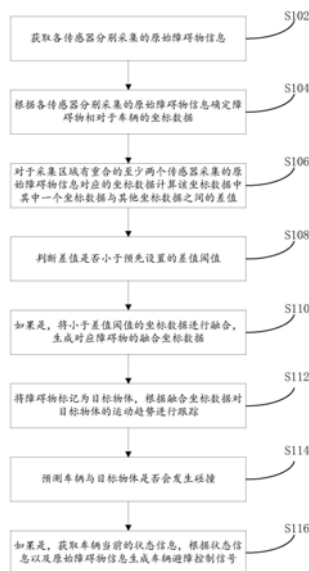 S102
获取各传感器分别采集的原始障碍物信息
S104
根据各传感器分别采集的原始障碍物信息确定障
碍物相对于车辆的坐标数据
S106
对于采集区域有重合的至少两个传感器采集的原
始障碍物信息对应的坐标数据计算该坐标数据中
其中一个坐标数据与其他坐标数据之间的差值
S108
判断差值是否小于预先设置的差值阈值
S110
如果是，将小于差值阈值的坐标数据进行融合，
生成对应障碍物的融合坐标数据
S112
将障碍物标记为目标物体，根据融合坐标数据对
目标物体的运动趋势进行跟踪
S114
预测车辆与目标物体是否会发生碰撞
S116
如果是，获取车辆当前的状态信息，根据状态信
息以及原始障碍物信息生成车辆避障控制信号